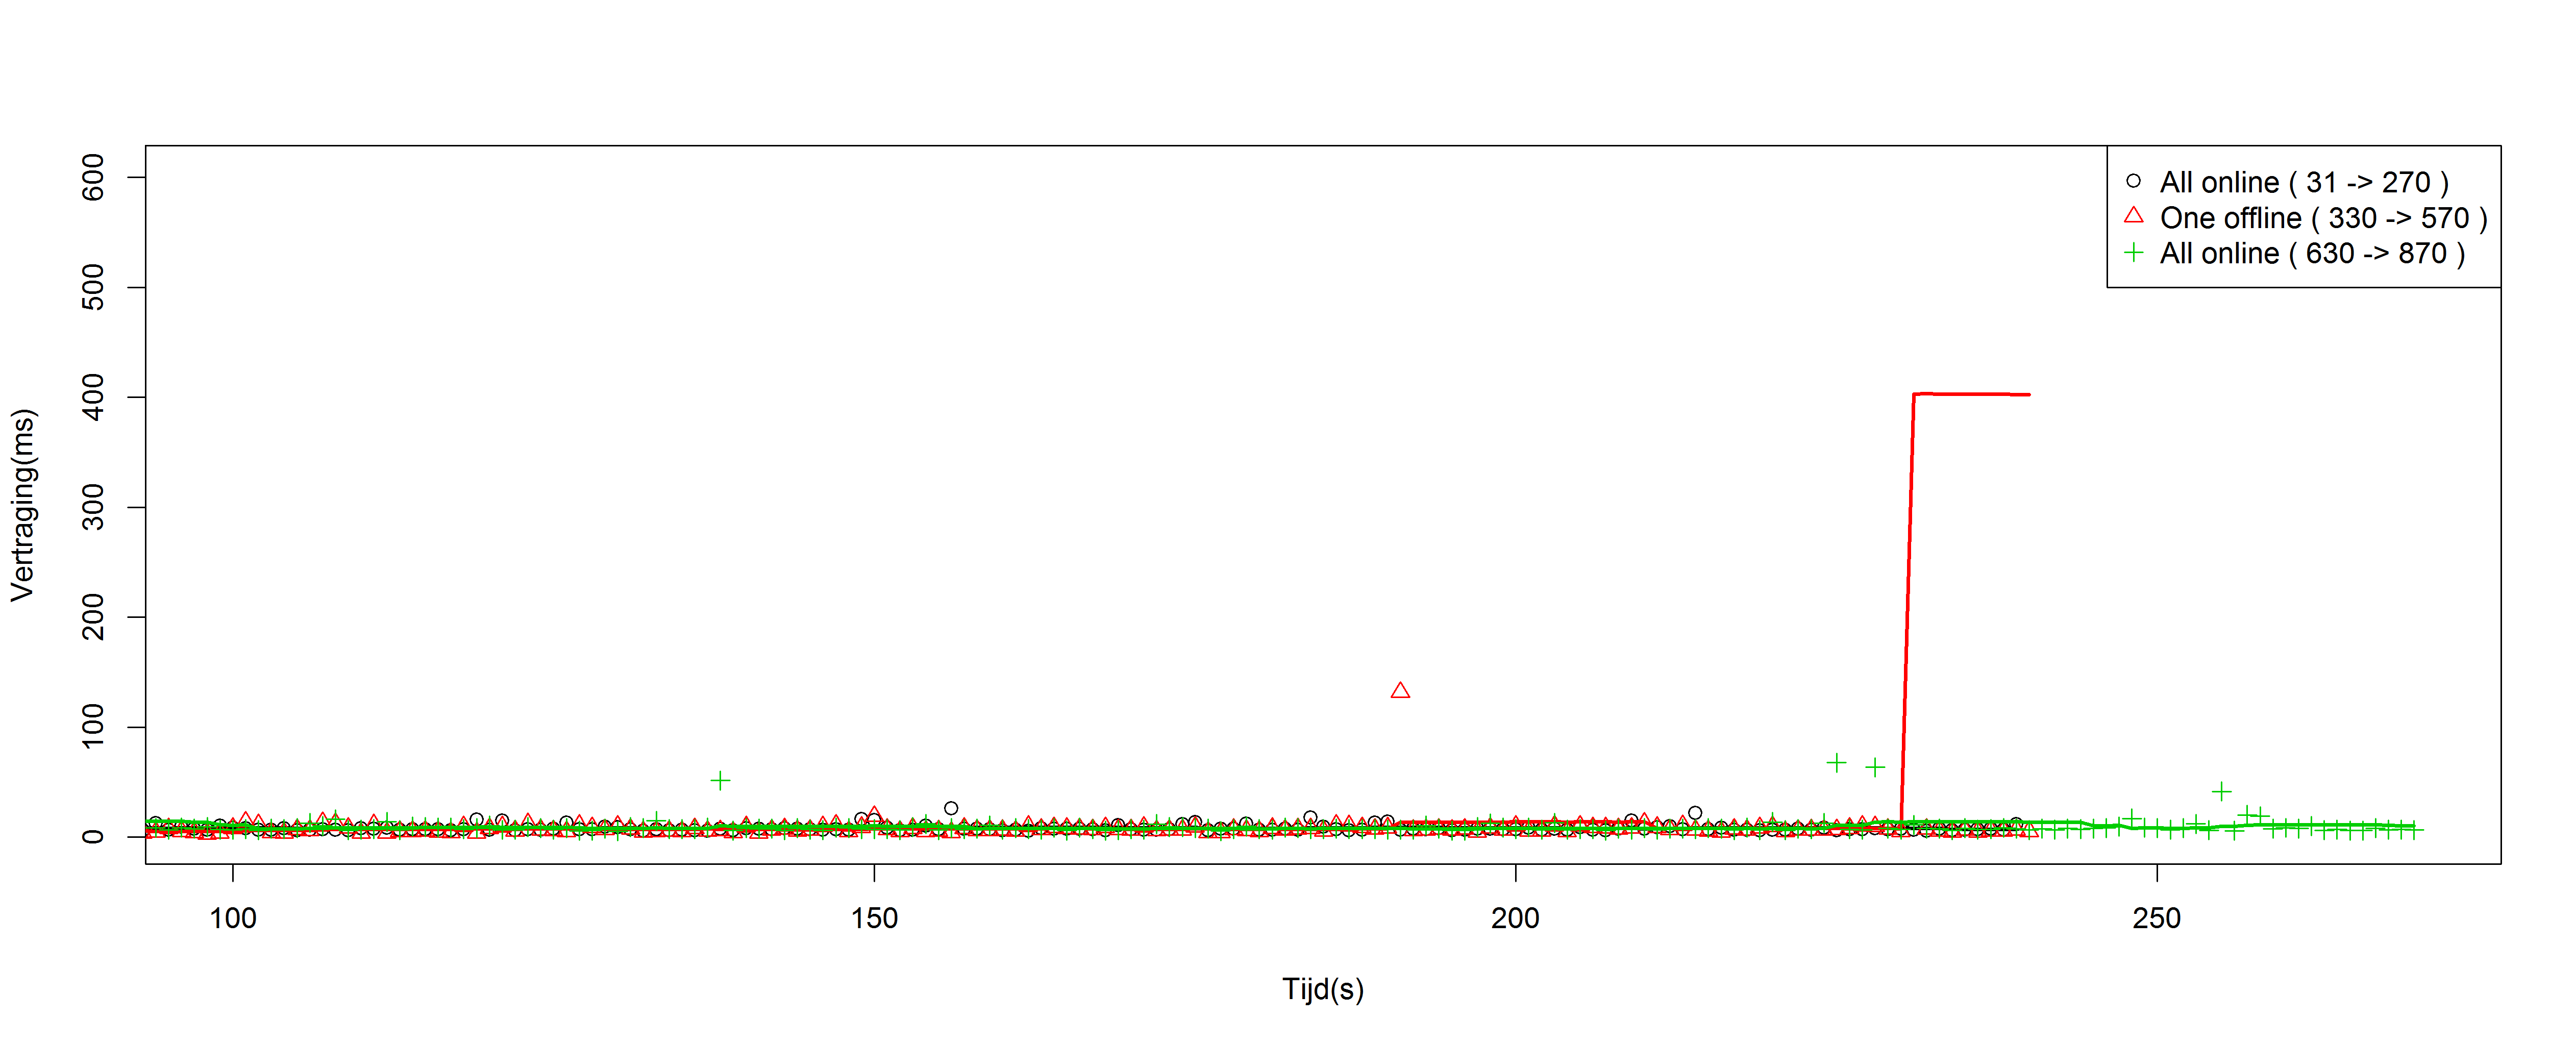 600
500
400
300
200
100
0
Vertraging(ms)
All online ( 31 -> 270 )
One offline ( 330 -> 570 )
All online ( 630 -> 870 )
100 150 200 250
Tijd(s)